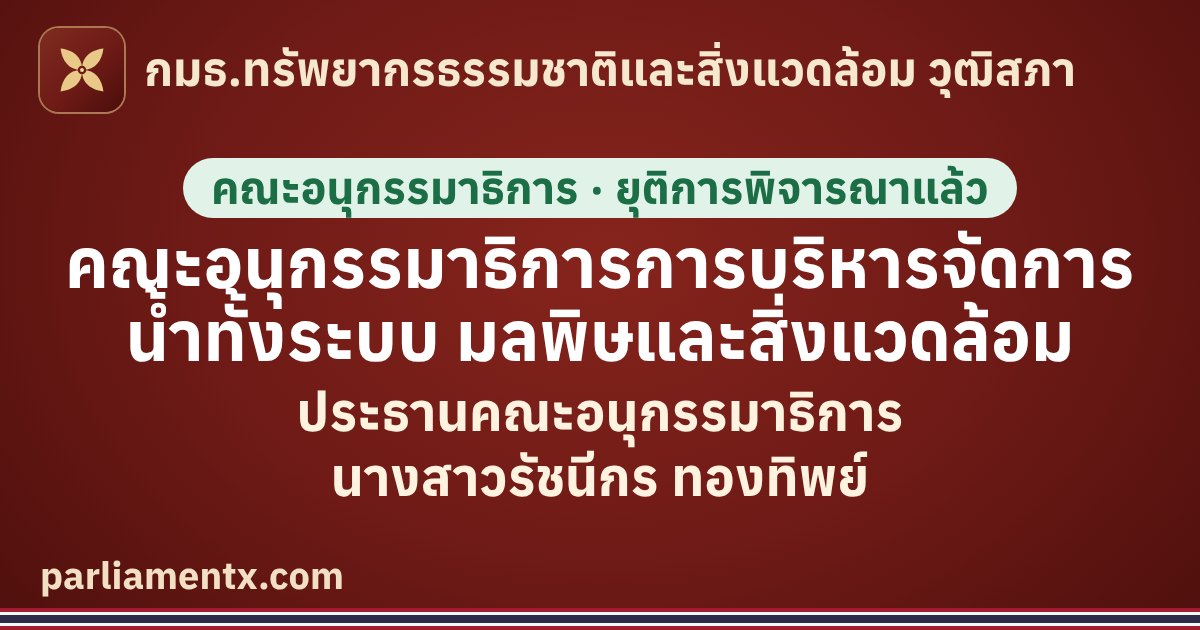 กมธ.ทรัพยากรธรรมชาติและสิ่งแวดล้อม วุฒิสภา
คณะอนุกรรมาธิการ · ยุติการพิจารณาแล้ว
คณะอนุกรรมาธิการการบริหารจัดการ
น้ำทั้งระบบ มลพิษและสิ่งแวดล้อม
ประธานคณะอนุกรรมาธิการ
นางสาวรัชนีกร ทองทิพย์
parliamentx.com